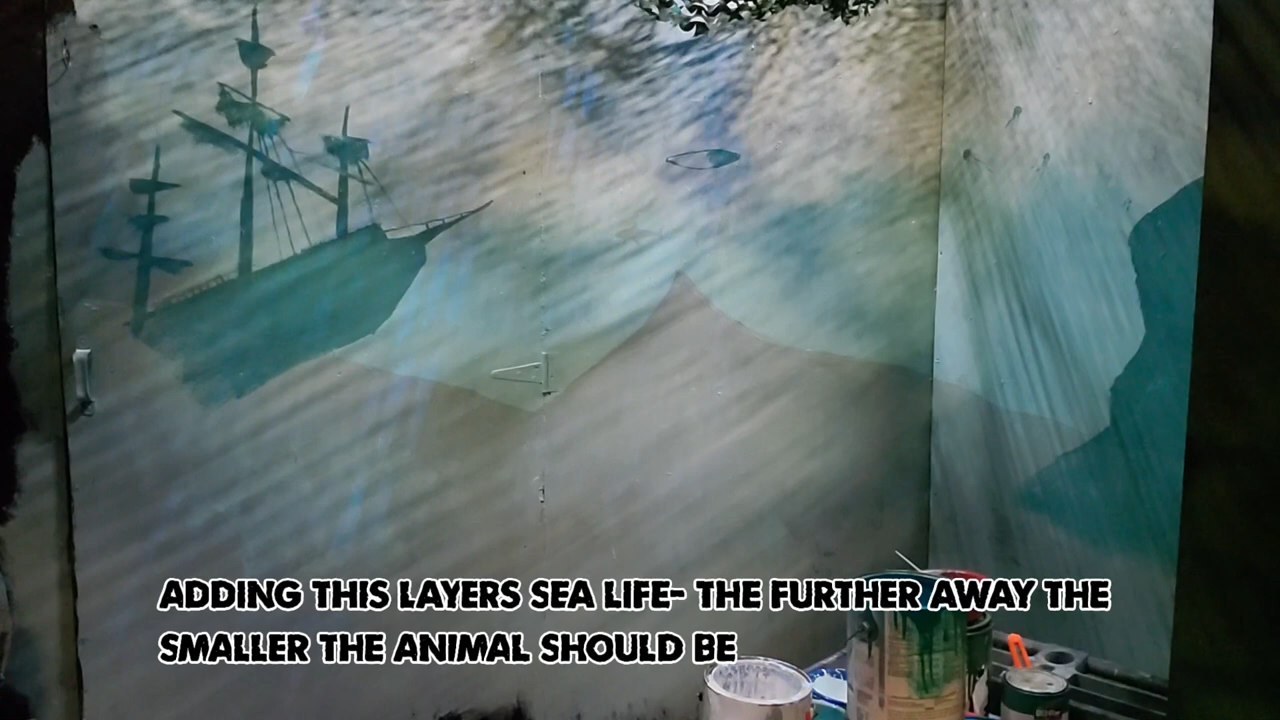 ADDING THIS LAYERS SEA LIFE- THE FURTHER AWAY THE
SMALLER THE ANIMAL SHOULD BE